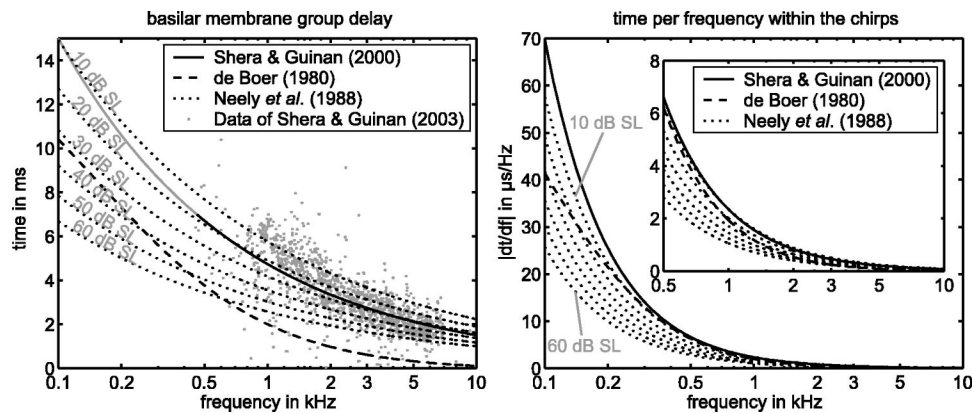 basilar membrane group delay
time in ms
14
12
10
8
6
4
2
0
Shera & Guinan (2000)
de Boer (1980)
Neely et al. (1988)
Data of Shera & Guinan (2003)
10 dB SL
20 dB SL
30 dB SL
40 dB SL
50 dB SL
60 dB SL
0.1 0.2 0.5 1 2 3 5 10
frequency in kHz
time per frequency within the chirps
|dt/df| in µs/Hz
70
60
50
40
30
20
10
0
10 dB SL
60 dB SL
8
6
4
2
0
Shera & Guinan (2000)
de Boer (1980)
Neely et al. (1988)
0.5 1 2 3 5 10
0.1 0.2 0.5 1 2 3 5 10
frequency in kHz